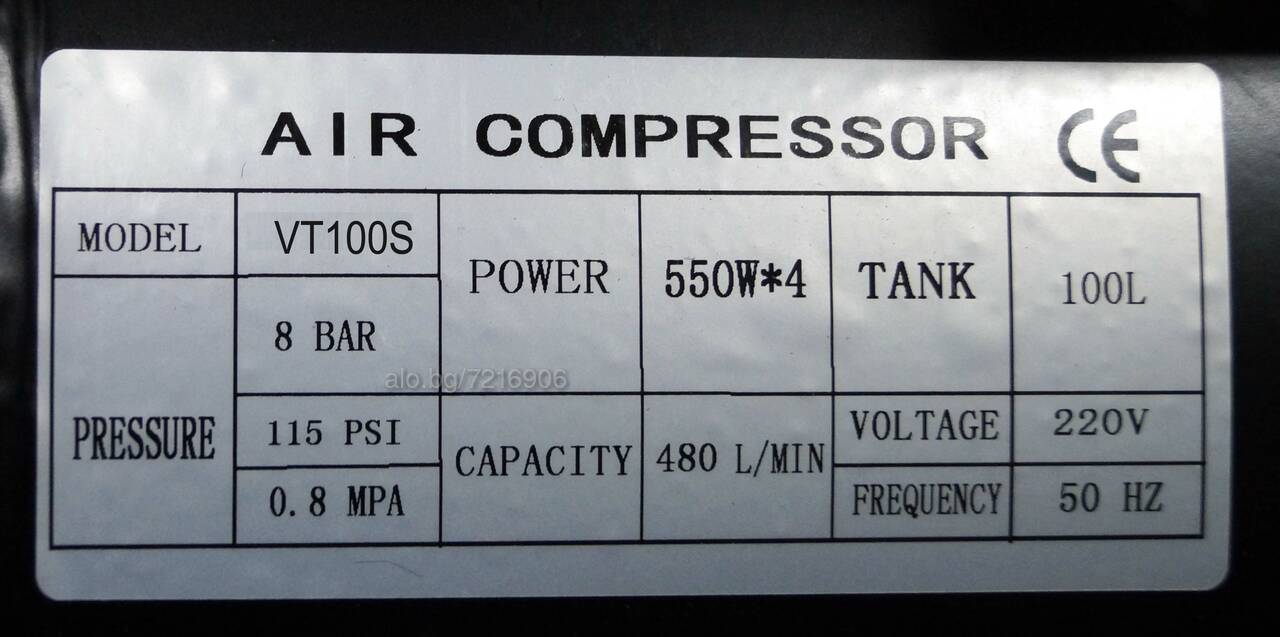 AIR COMPRESSOR CE
MODEL VT100S POWER 550W*4 TANK 100L
PRESSURE 8 BAR
115 PSI CAPACITY 480 L/MIN VOLTAGE 220V
0.8 MPA FREQUENCY 50 HZ
alo.bg/7216906